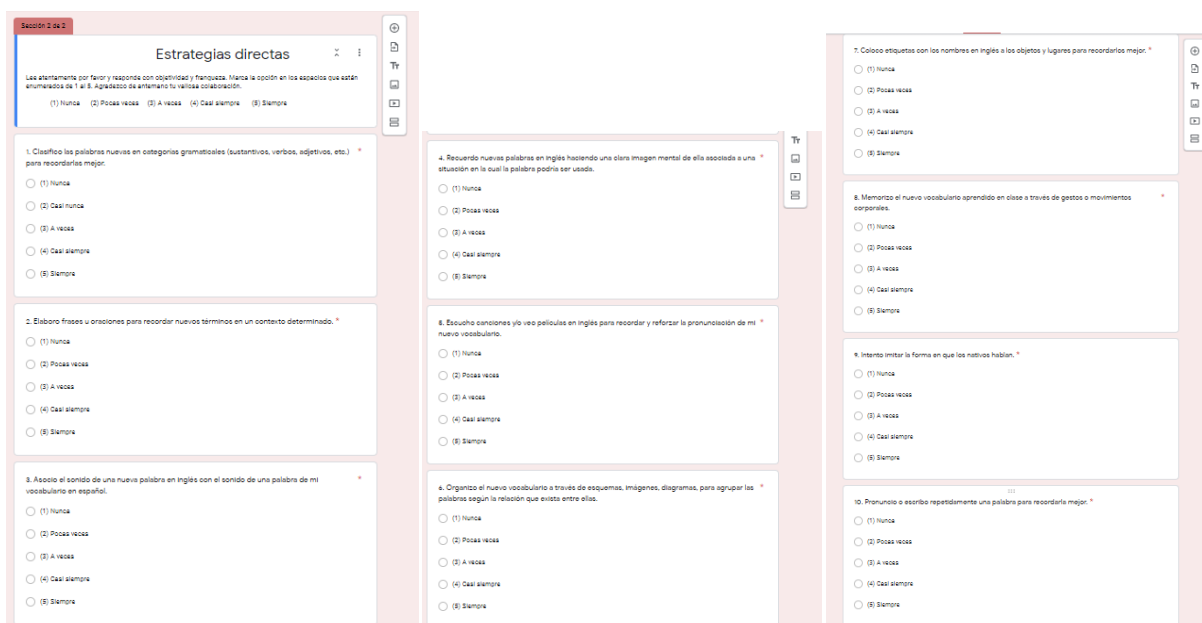 Sección 2 de 2
Estrategias directas
Lee atentamente por favor y responde con objetividad y franqueza. Marca la opción en los espacios que están
enumerados de 1 al 5. Agradezco de antemano tu valiosa colaboración.
(1) Nunca (2) Pocas veces (3) A veces (4) Casi siempre (5) Siempre
1. Clasifico las palabras nuevas en categorías gramaticales (sustantivos, verbos, adjetivos, etc.) *
para recordarlas mejor.
(1) Nunca
(2) Casi nunca
(3) A veces
(4) Casi siempre
(5) Siempre
2. Elaboro frases u oraciones para recordar nuevos términos en un contexto determinado. *
(1) Nunca
(2) Pocas veces
(3) A veces
(4) Casi siempre
(5) Siempre
3. Asocio el sonido de una nueva palabra en inglés con el sonido de una palabra de mi *
vocabulario en español.
(1) Nunca
(2) Pocas veces
(3) A veces
(4) Casi siempre
(5) Siempre
4. Recuerdo nuevas palabras en inglés haciendo una clara imagen mental de ella asociada a una *
situación en la cual la palabra podría ser usada.
(1) Nunca
(2) Pocas veces
(3) A veces
(4) Casi siempre
(5) Siempre
5. Escucho canciones y/o veo películas en inglés para recordar y reforzar la pronunciación de mi *
nuevo vocabulario.
(1) Nunca
(2) Pocas veces
(3) A veces
(4) Casi siempre
(5) Siempre
6. Organizo el nuevo vocabulario a través de esquemas, imágenes, diagramas, para agrupar las *
palabras según la relación que exista entre ellas.
(1) Nunca
(2) Pocas veces
(3) A veces
(4) Casi siempre
(5) Siempre
7. Coloco etiquetas con los nombres en inglés a los objetos y lugares para recordarlos mejor. *
(1) Nunca
(2) Pocas veces
(3) A veces
(4) Casi siempre
(5) Siempre
8. Memorizo el nuevo vocabulario aprendido en clase a través de gestos o movimientos *
corporales.
(1) Nunca
(2) Pocas veces
(3) A veces
(4) Casi siempre
(5) Siempre
9. Intento imitar la forma en que los nativos hablan. *
(1) Nunca
(2) Pocas veces
(3) A veces
(4) Casi siempre
(5) Siempre
10. Pronuncio o escribo repetidamente una palabra para recordarla mejor. *
(1) Nunca
(2) Pocas veces
(3) A veces
(4) Casi siempre
(5) Siempre